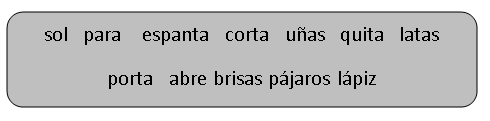 sol para espanta corta uñas quita latas
porta abre brisas pájaros lápiz